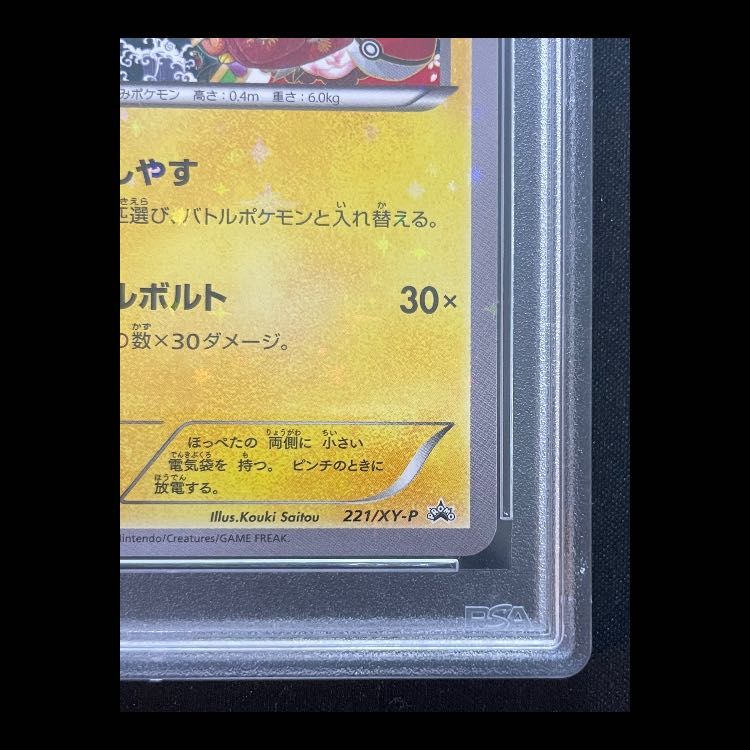 みポケモン 高さ：0.4m 重さ：6.0kg
しやす
匹選び、バトルポケモンと入れ替える。
ルボルト 30×
の数×30ダメージ。
ほっぺたの 両側に 小さい
電気袋を 持つ。 ピンチのときに
放電する。
Illus.Kouki Saitou 221/XY-P PROMO
intendo/Creatures/GAME FREAK.
PSA